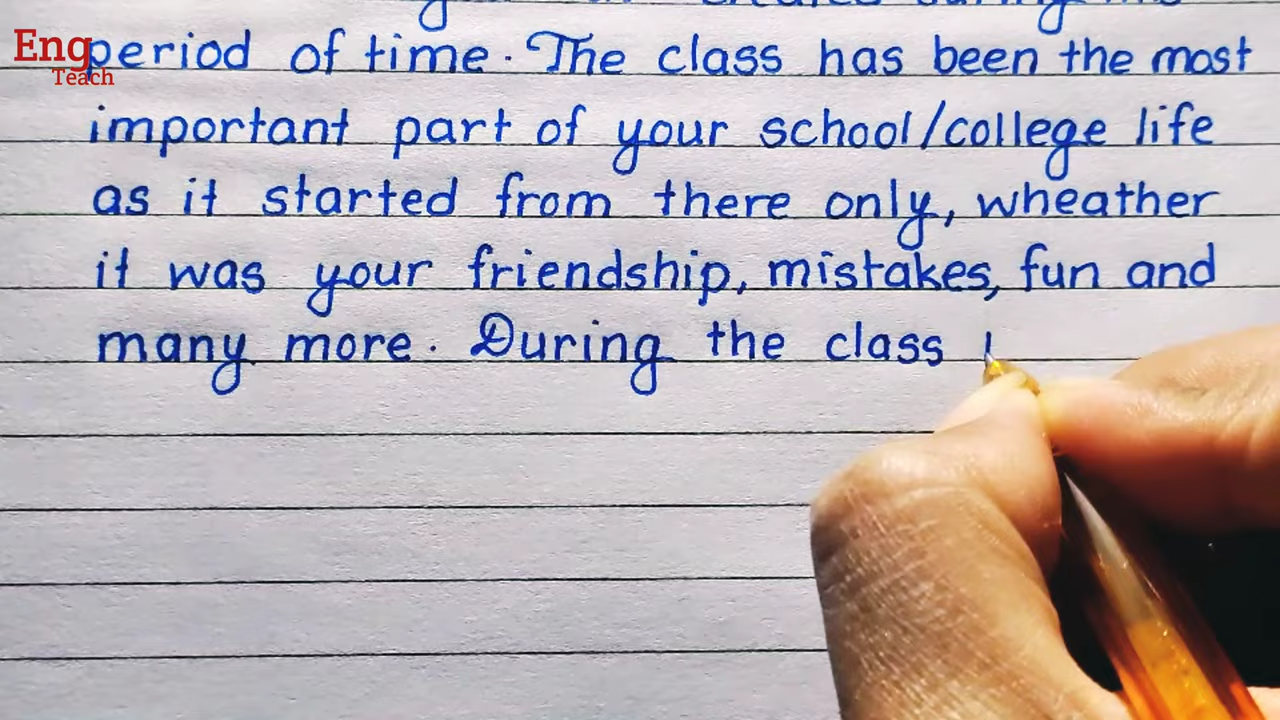 Eng
Teach
period of time. The class has been the most
important part of your school/college life
as it started from there only, wheather
it was your friendship, mistakes, fun and
many more. During the class